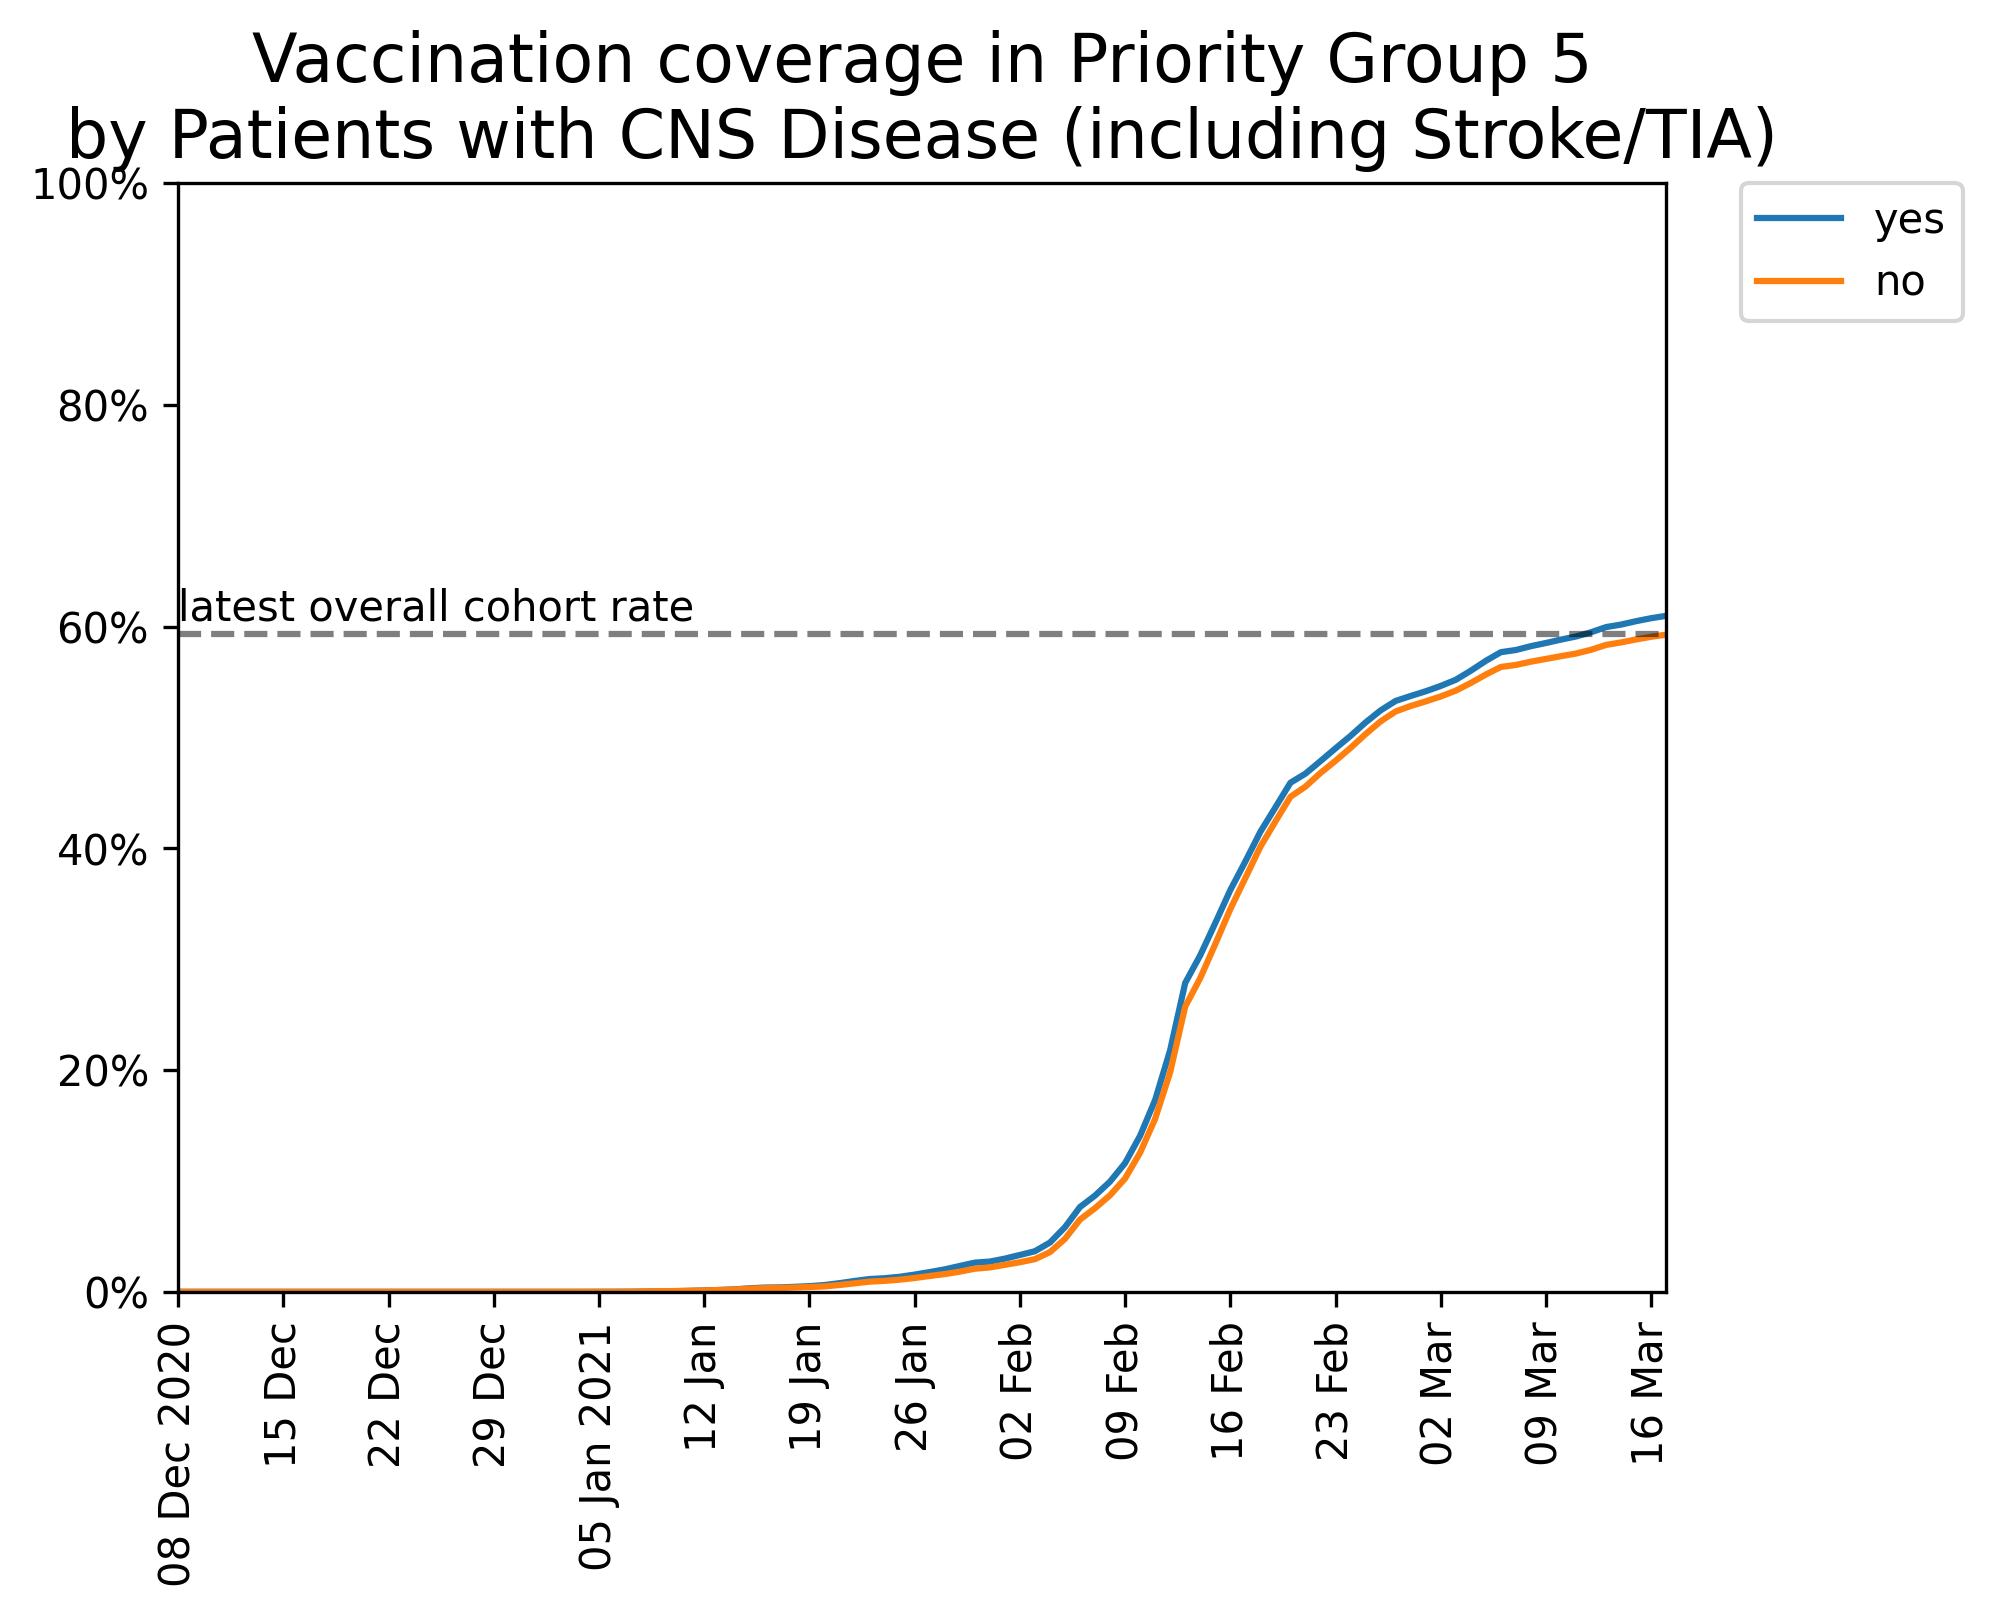 Vaccination coverage in Priority Group 5
by Patients with CNS Disease (including Stroke/TIA)
100%
80%
60%
40%
20%
0%
latest overall cohort rate
yes
no
08 Dec 2020
15 Dec
22 Dec
29 Dec
05 Jan 2021
12 Jan
19 Jan
26 Jan
02 Feb
09 Feb
16 Feb
23 Feb
02 Mar
09 Mar
16 Mar